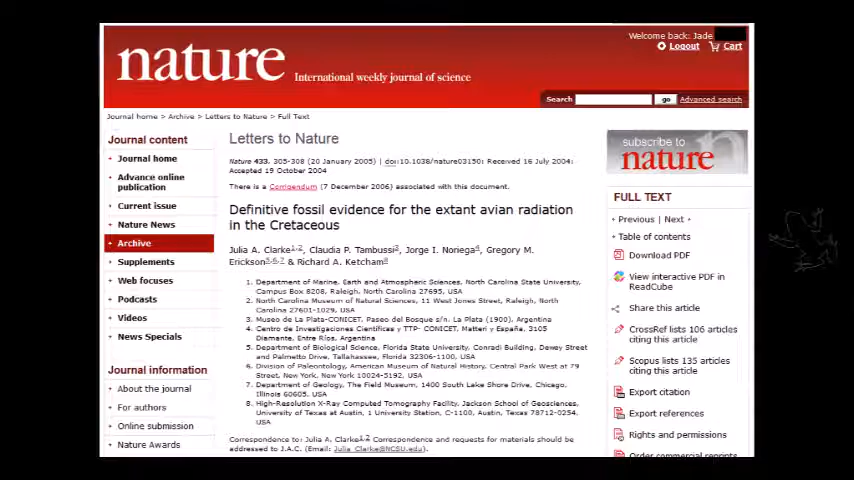 Welcome back: Jade
Logout Cart
nature International weekly journal of science
Search go Advanced search
Journal home > Archive > Letters to Nature > Full Text
Journal content
Journal home
Advance online
publication
Current issue
Nature News
Archive
Supplements
Web focuses
Podcasts
Videos
News Specials
Journal information
About the journal
For authors
Online submission
Nature Awards
Letters to Nature
Nature 433, 305-308 (20 January 2005) | doi:10.1038/nature03150; Received 16 July 2004;
Accepted 19 October 2004
There is a Corrigendum (7 December 2006) associated with this document.
Definitive fossil evidence for the extant avian radiation
in the Cretaceous
Julia A. Clarke1,2, Claudia P. Tambussi3, Jorge I. Noriega4, Gregory M.
Erickson5,6,7 & Richard A. Ketcham8
1. Department of Marine, Earth and Atmospheric Sciences, North Carolina State University,
Campus Box 8208, Raleigh, North Carolina 27695, USA
2. North Carolina Museum of Natural Sciences, 11 West Jones Street, Raleigh, North
Carolina 27601-1029, USA
3. Museo de La Plata-CONICET, Paseo del Bosque s/n. La Plata (1900), Argentina
4. Centro de Investigaciones Científicas y TTP- CONICET, Matteri y España, 3105
Diamante, Entre Ríos, Argentina
5. Department of Biological Science, Florida State University, Conradi Building, Dewey Street
and Palmetto Drive, Tallahassee, Florida 32306-1100, USA
6. Division of Paleontology, American Museum of Natural History, Central Park West at 79
Street, New York, New York 10024-5192, USA
7. Department of Geology, The Field Museum, 1400 South Lake Shore Drive, Chicago,
Illinois 60605, USA
8. High-Resolution X-Ray Computed Tomography Facility, Jackson School of Geosciences,
University of Texas at Austin, 1 University Station, C-1100, Austin, Texas 78712-0254,
USA
Correspondence to: Julia A. Clarke1,2 Correspondence and requests for materials should be
addressed to J.A.C. (Email: Julia_Clarke@NCSU.edu).
subscribe to
nature
FULL TEXT
Previous | Next
Table of contents
Download PDF
View interactive PDF in
ReadCube
Share this article
CrossRef lists 106 articles
citing this article
Scopus lists 135 articles
citing this article
Export citation
Export references
Rights and permissions
Order commercial reprints